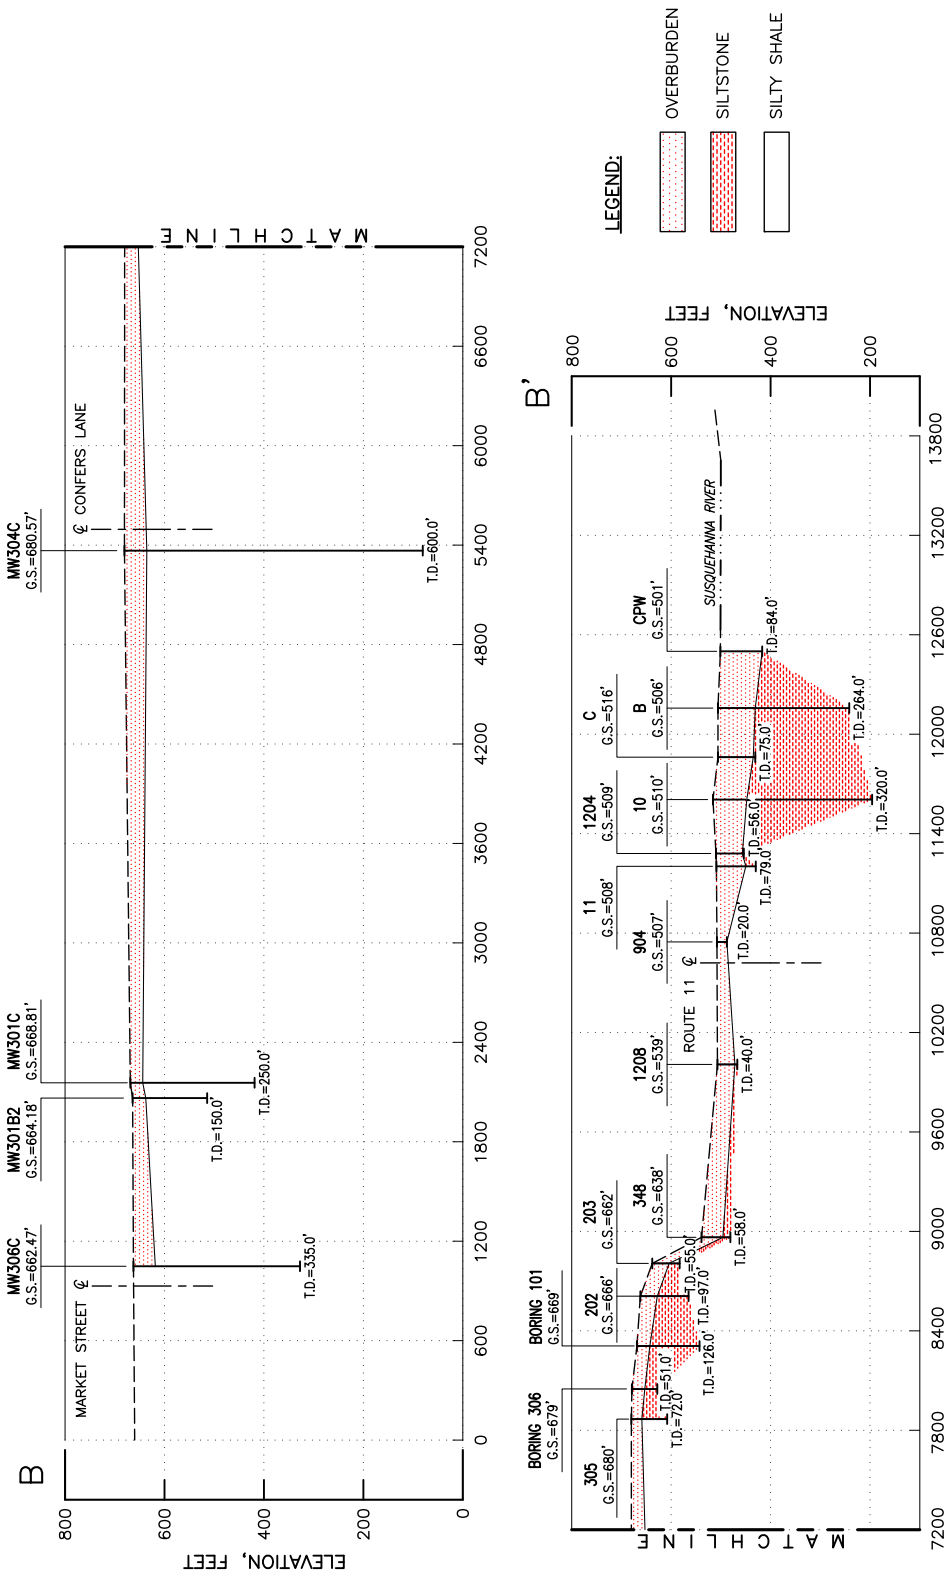 B
ELEVATION, FEET
800
600
400
200
0
MARKET STREET ℄
MW306C
G.S.=662.47'
T.D.=335.0'
MW301B2
G.S.=664.18'
T.D.=150.0'
MW301C
G.S.=668.81'
T.D.=250.0'
MW304C
G.S.=680.57'
T.D.=600.0'
℄ CONFERS LANE
MATCHLINE
0
600
1200
1800
2400
3000
3600
4200
4800
5400
6000
6600
7200
B'
MATCHLINE
305
G.S.=680'
T.D.=72.0'
BORING 306
G.S.=679'
T.D.=51.0'
BORING 101
G.S.=669'
T.D.=126.0'
202
G.S.=666'
T.D.=97.0'
203
G.S.=662'
T.D.=55.0'
348
G.S.=638'
T.D.=58.0'
1208
G.S.=539'
T.D.=40.0'
ROUTE 11 ℄
904
G.S.=507'
T.D.=20.0'
11
G.S.=508'
T.D.=79.0'
1204
G.S.=509'
T.D.=56.0'
10
G.S.=510'
T.D.=320.0'
C
G.S.=516'
T.D.=75.0'
B
G.S.=506'
T.D.=264.0'
CPW
G.S.=501'
T.D.=84.0'
SUSQUEHANNA RIVER
800
600
400
200
ELEVATION, FEET
7200
7800
8400
9000
9600
10200
10800
11400
12000
12600
13200
13800
LEGEND:
OVERBURDEN
SILTSTONE
SILTY SHALE